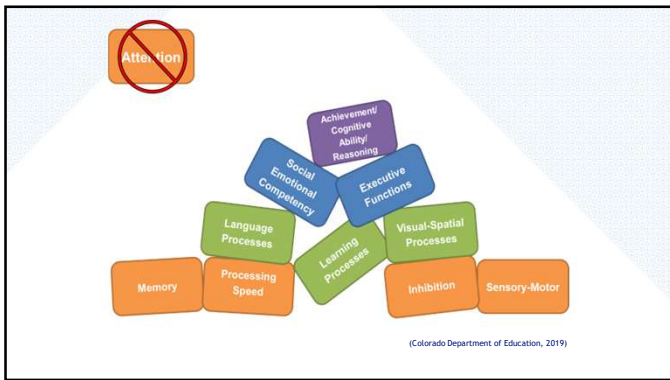 Attention
Achievement/
Cognitive
Ability/
Reasoning
Social
Emotional
Competency
Executive
Functions
Language
Processes
Learning
Processes
Visual-Spatial
Processes
Memory
Processing
Speed
Inhibition
Sensory-Motor
(Colorado Department of Education, 2019)